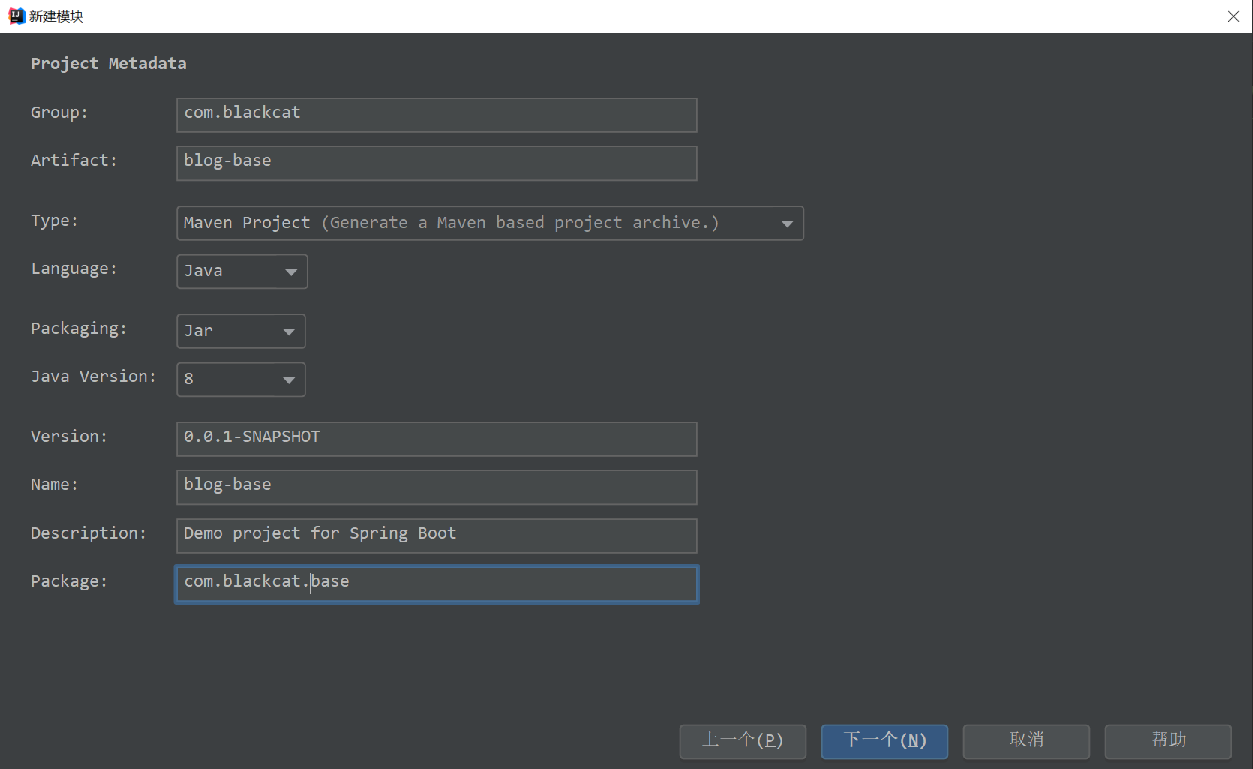 新建模块
Project Metadata
Group: com.blackcat
Artifact: blog-base
Type: Maven Project (Generate a Maven based project archive.)
Language: Java
Packaging: Jar
Java Version: 8
Version: 0.0.1-SNAPSHOT
Name: blog-base
Description: Demo project for Spring Boot
Package: com.blackcat.base
上一个(P) 下一个(N) 取消 帮助